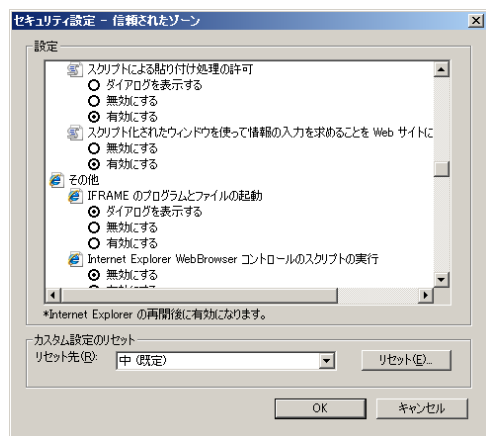 セキュリティ設定 - 信頼されたゾーン
設定
スクリプトによる貼り付け処理の許可
ダイアログを表示する
無効にする
有効にする
スクリプト化されたウィンドウを使って情報の入力を求めることを Web サイトに
無効にする
有効にする
その他
IFRAME のプログラムとファイルの起動
ダイアログを表示する
無効にする
有効にする
Internet Explorer WebBrowser コントロールのスクリプトの実行
無効にする
*Internet Explorer の再開後に有効になります。
カスタム設定のリセット
リセット先(R):
中 (既定)
リセット(E)...
OK
キャンセル